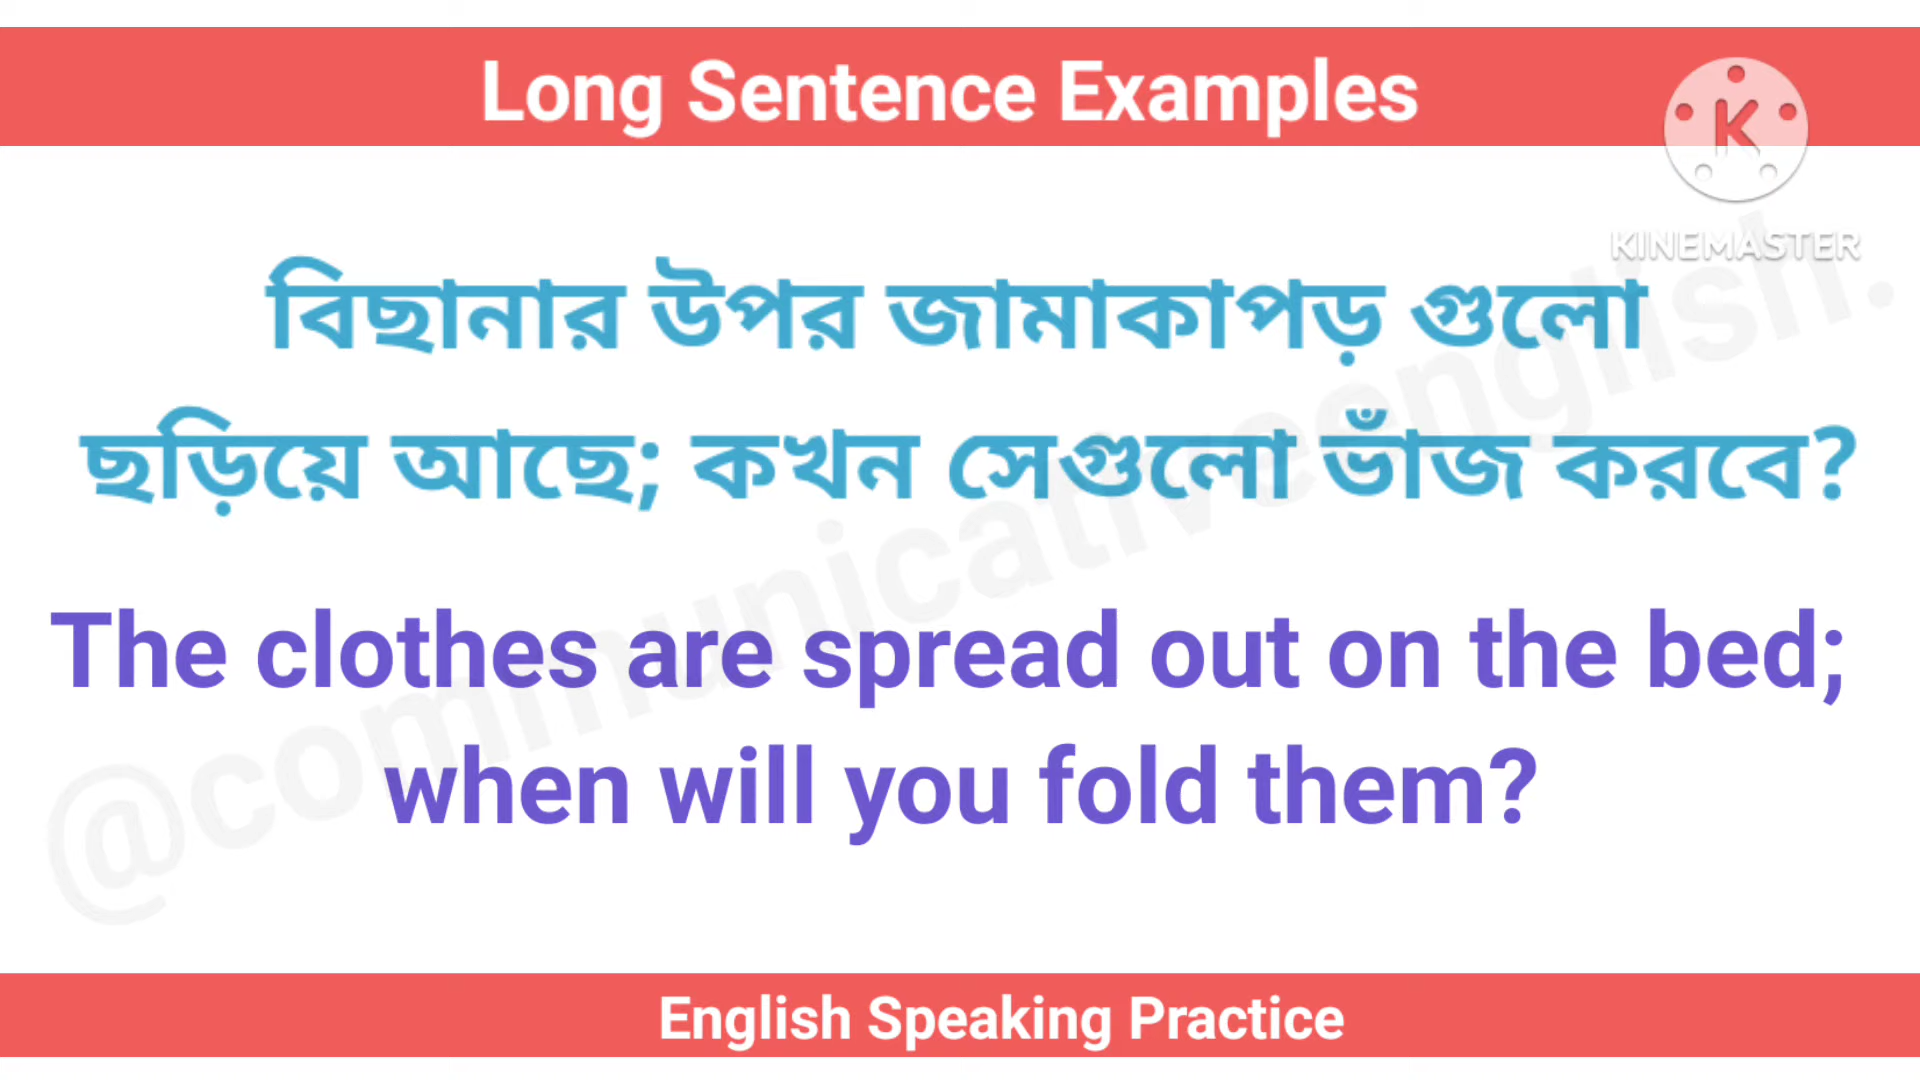 Long Sentence Examples
K
KINEMASTER
বিছানার উপর জামাকাপড় গুলো
ছড়িয়ে আছে; কখন সেগুলো ভাঁজ করবে?
The clothes are spread out on the bed;
when will you fold them?
@communicativeenglish.
English Speaking Practice